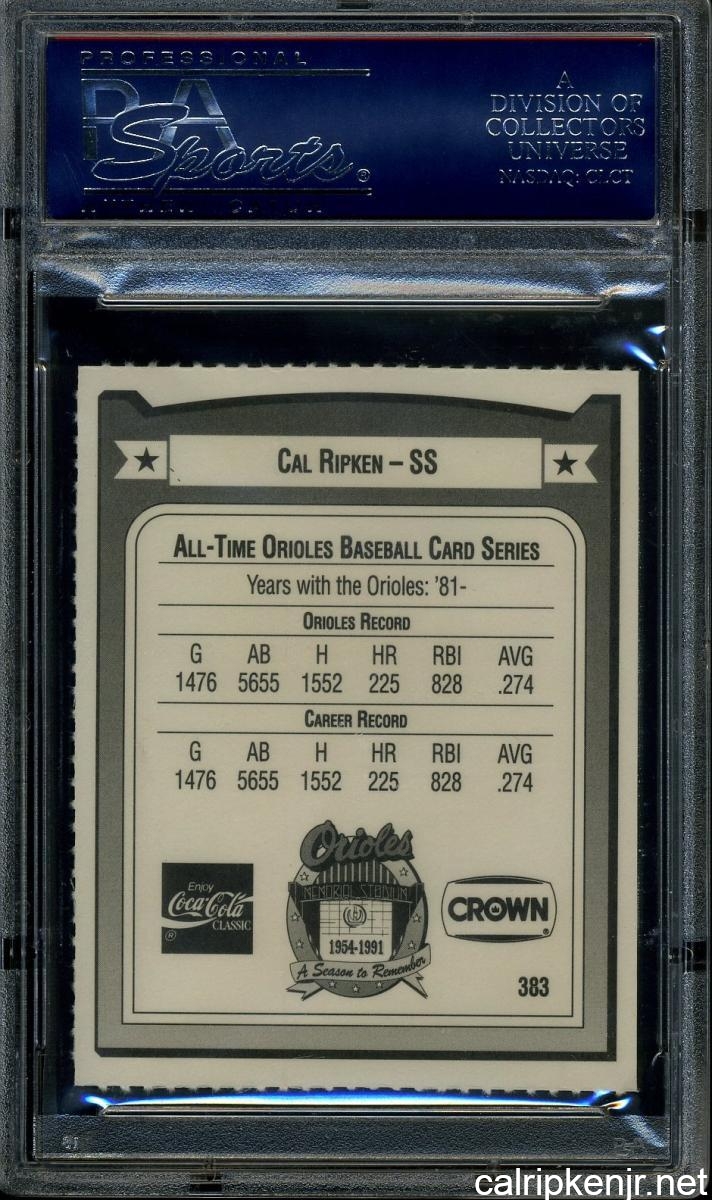 PROFESSIONAL
PSA
Sports®
A
DIVISION OF
COLLECTORS
UNIVERSE
NASDAQ: CLCT
CAL RIPKEN – SS
ALL-TIME ORIOLES BASEBALL CARD SERIES
Years with the Orioles: '81-
ORIOLES RECORD
G AB H HR RBI AVG
1476 5655 1552 225 828 .274
CAREER RECORD
G AB H HR RBI AVG
1476 5655 1552 225 828 .274
Enjoy
Coca-Cola
CLASSIC
®
Orioles
MEMORIAL STADIUM
1954-1991
A Season to Remember
CROWN
®
383
calripkenjr.net